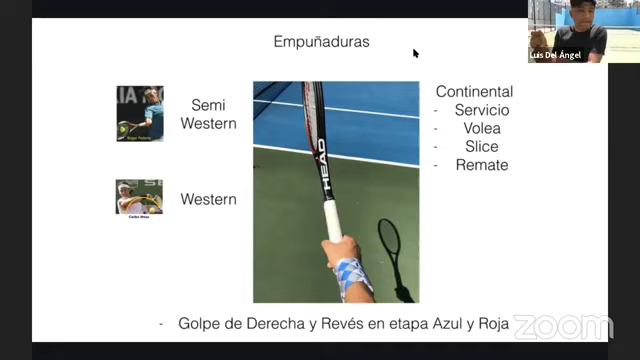 Empuñaduras
Luis Del Ángel
Semi
Western
Western
HEAD
Continental
- Servicio
- Volea
- Slice
- Remate
- Golpe de Derecha y Revés en etapa Azul y Roja
zoom